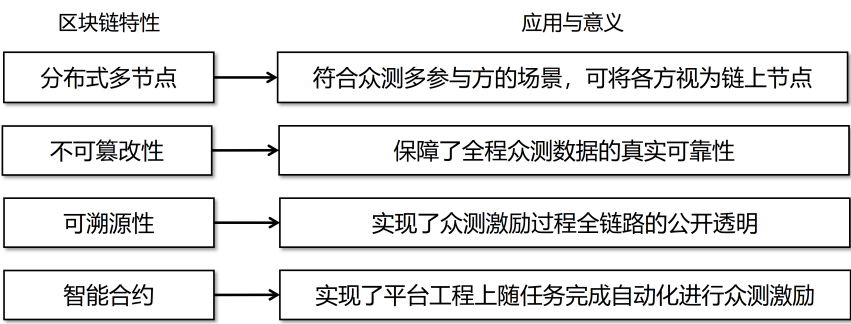 区块链特性 应用与意义
分布式多节点 符合众测多参与方的场景，可将各方视为链上节点
不可篡改性 保障了全程众测数据的真实可靠性
可溯源性 实现了众测激励过程全链路的公开透明
智能合约 实现了平台工程上随任务完成自动化进行众测激励